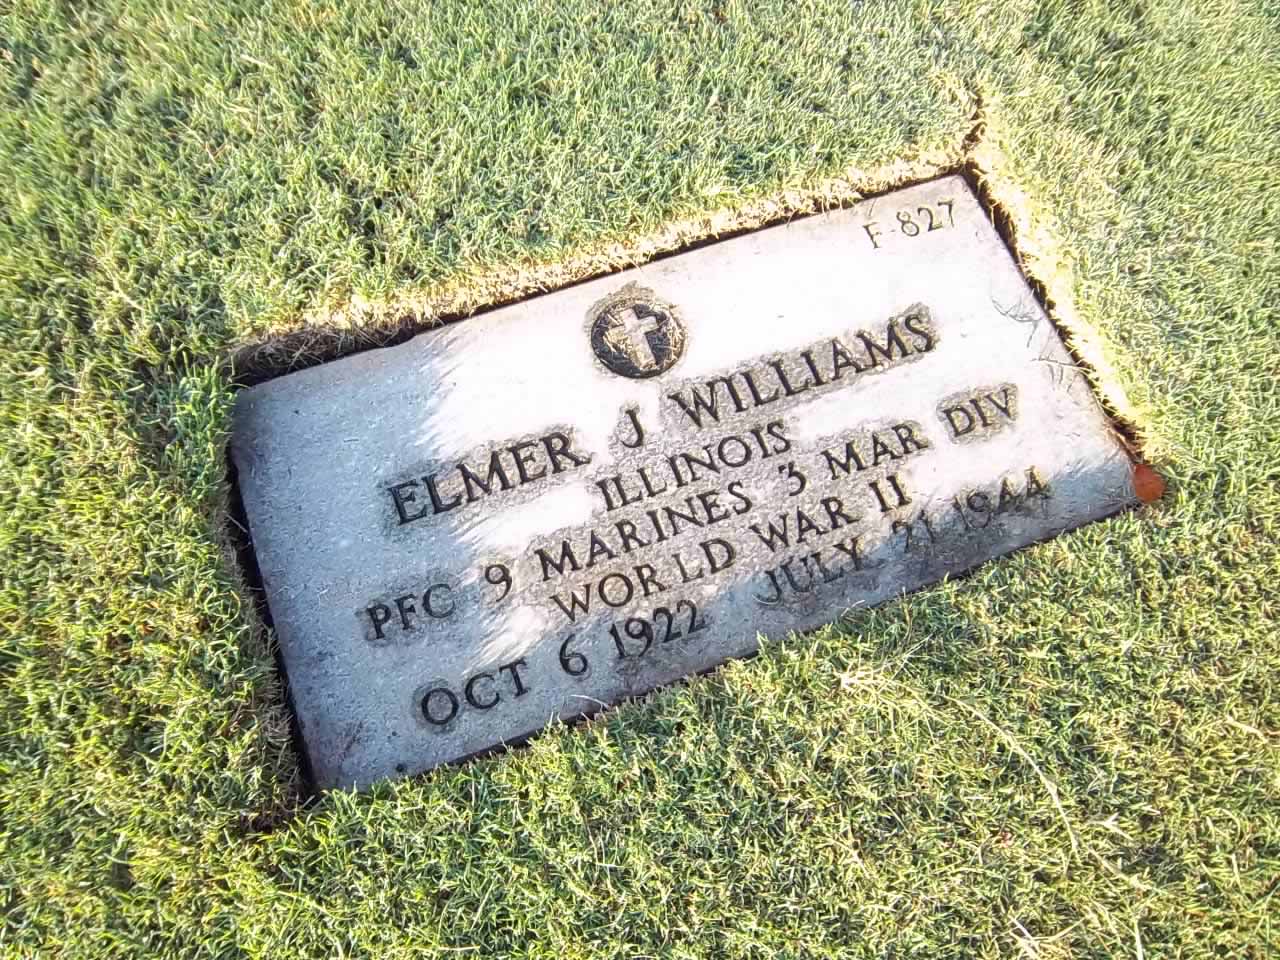 F-827
ELMER J WILLIAMS
ILLINOIS
PFC 9 MARINES 3 MAR DIV
WORLD WAR II
OCT 6 1922 JULY 21 1944